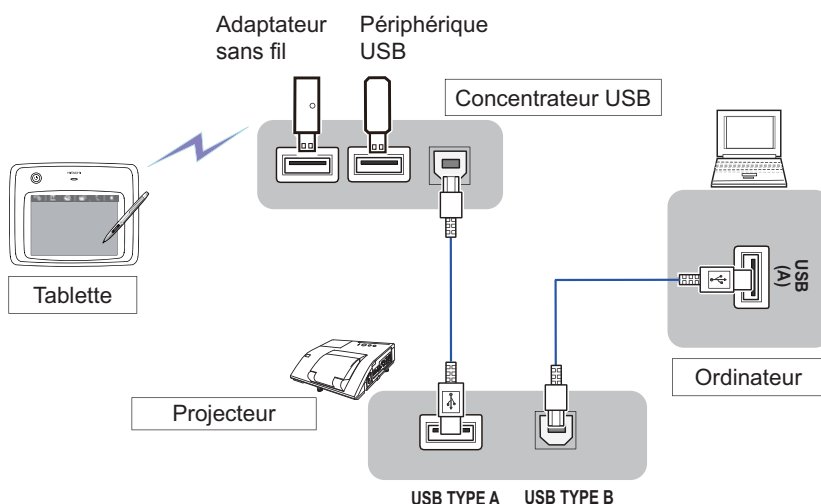 Adaptateur
sans fil
Périphérique
USB
Concentrateur USB
Tablette
USB
(A)
Ordinateur
Projecteur
USB TYPE A
USB TYPE B